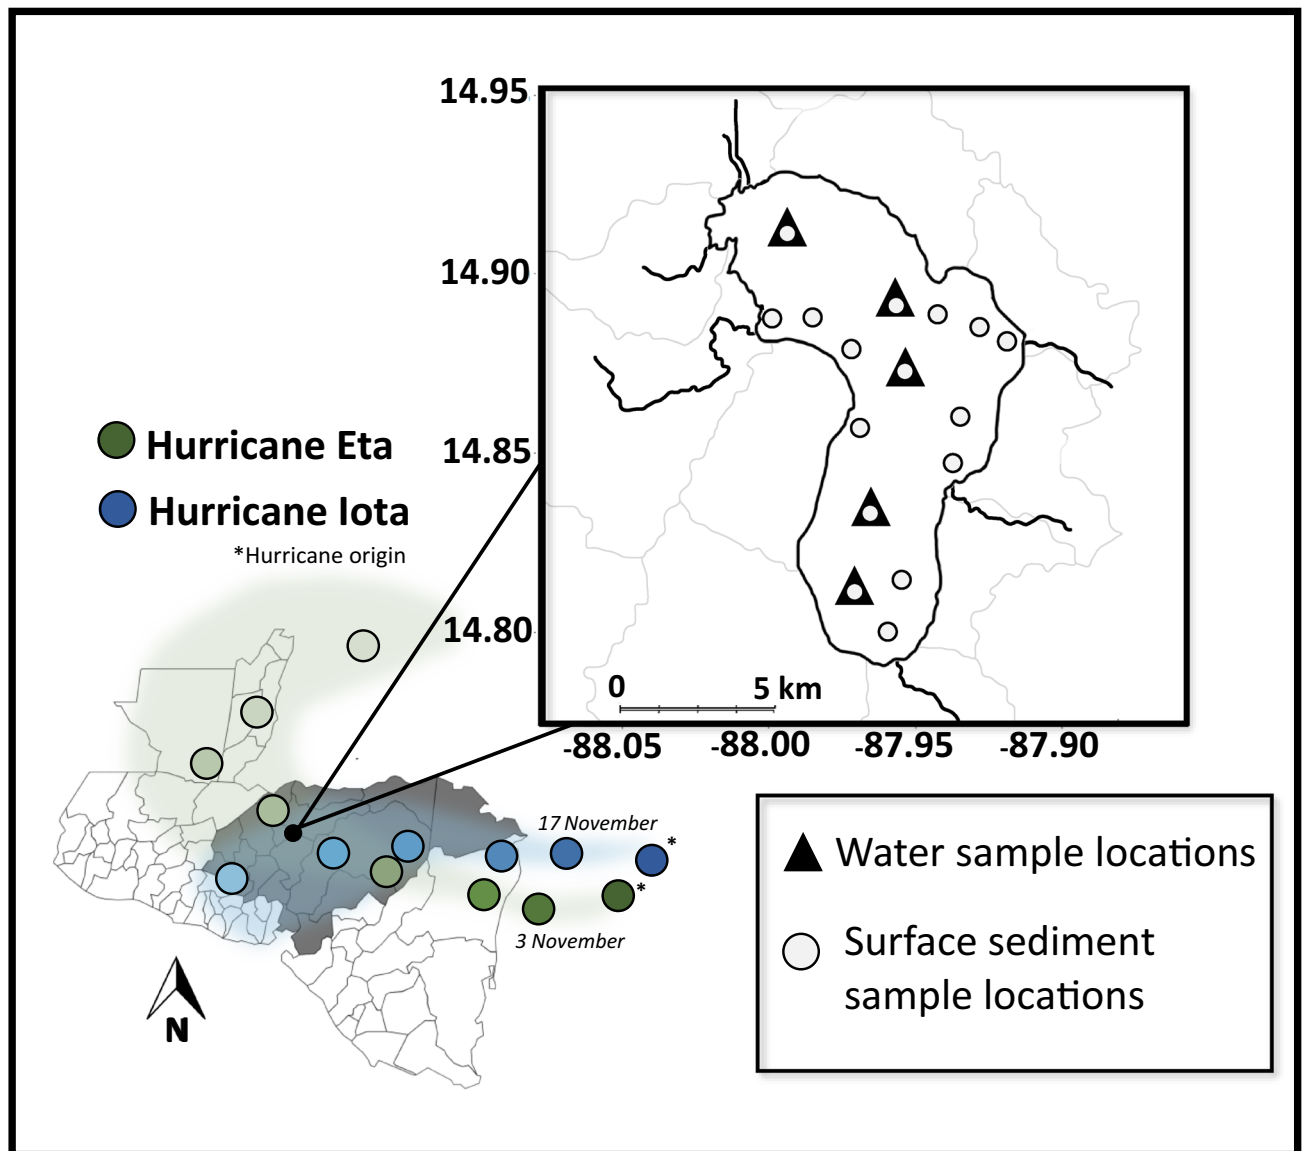 14.95
14.90
14.85
14.80
0 5 km
-88.05 -88.00 -87.95 -87.90
Hurricane Eta
Hurricane Iota
*Hurricane origin
17 November
*
*
3 November
N
Water sample locations
Surface sediment
sample locations